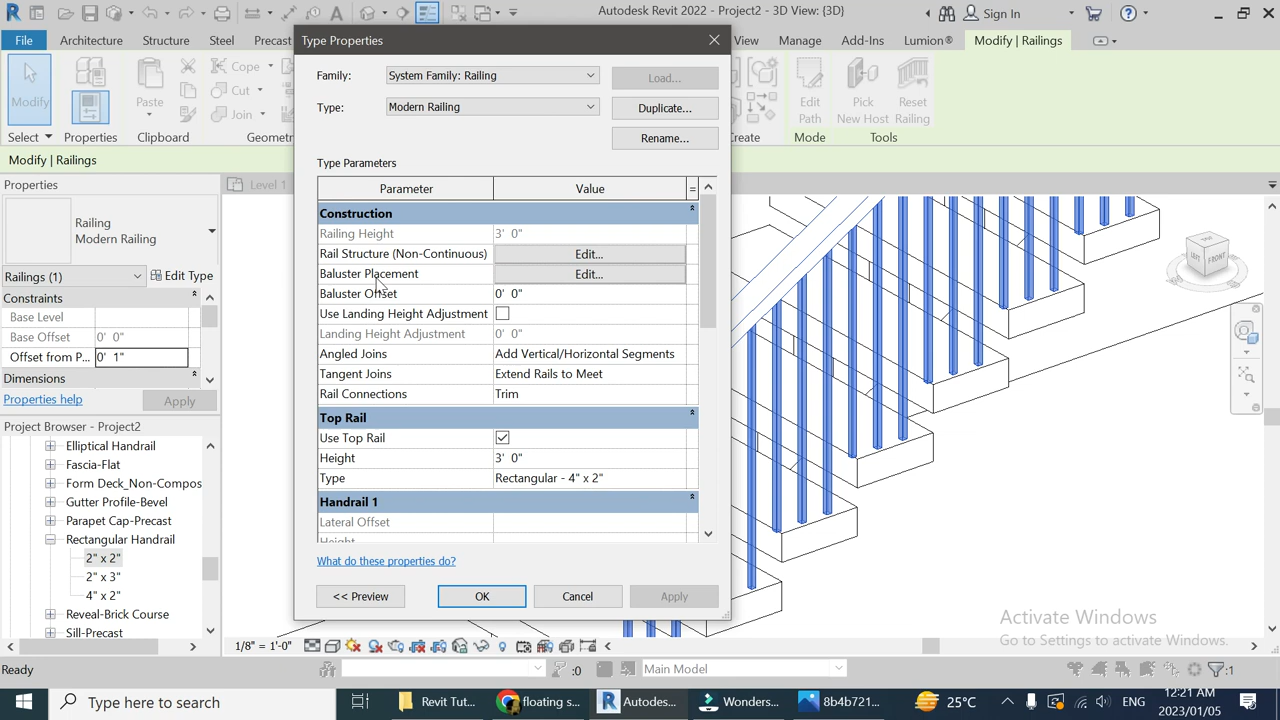 Autodesk Revit 2022 - Project2 - 3D View: {3D}
Sign In
File
Architecture
Structure
Steel
Precast
View
Manage
Add-Ins
Lumion®
Modify | Railings
Modify
Paste
Cope
Cut
Join
Edit
Path
Pick
New Host
Reset
Railing
Select
Properties
Clipboard
Geometr
Create
Mode
Tools
Modify | Railings
Type Properties
Family:
System Family: Railing
Load...
Type:
Modern Railing
Duplicate...
Rename...
Type Parameters
Parameter
Value
=
Construction
Railing Height
3' 0"
Rail Structure (Non-Continuous)
Edit...
Baluster Placement
Edit...
Baluster Offset
0' 0"
Use Landing Height Adjustment
Landing Height Adjustment
0' 0"
Angled Joins
Add Vertical/Horizontal Segments
Tangent Joins
Extend Rails to Meet
Rail Connections
Trim
Top Rail
Use Top Rail
Height
3' 0"
Type
Rectangular - 4" x 2"
Handrail 1
Lateral Offset
Height
What do these properties do?
<< Preview
OK
Cancel
Apply
Properties
Railing
Modern Railing
Railings (1)
Edit Type
Constraints
Base Level
Base Offset
0' 0"
Offset from P...
0' 1"
Dimensions
Properties help
Apply
Project Browser - Project2
Elliptical Handrail
Fascia-Flat
Form Deck_Non-Compos
Gutter Profile-Bevel
Parapet Cap-Precast
Rectangular Handrail
2" x 2"
2" x 3"
4" x 2"
Reveal-Brick Course
Sill-Precast
Level 1
TOP
LEFT
FRONT
Activate Windows
Go to Settings to activate Windows.
1/8" = 1'-0"
Ready
:0
Main Model
:1
Type here to search
Revit Tut...
floating s...
Autodes...
Wonders...
8b4b721...
25°C
ENG
12:21 AM
2023/01/05